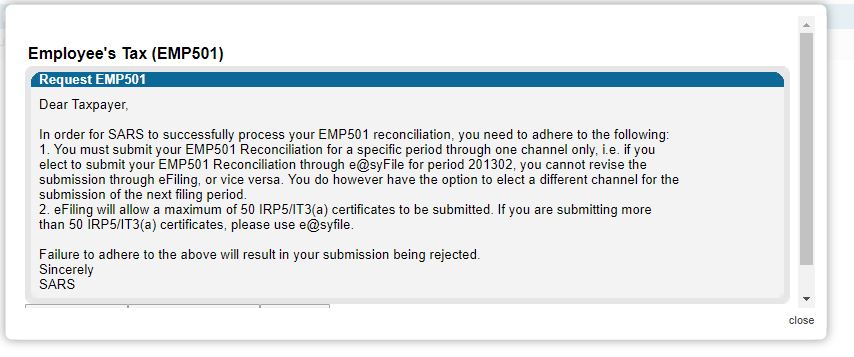 Employee's Tax (EMP501)
Request EMP501
Dear Taxpayer,
In order for SARS to successfully process your EMP501 reconciliation, you need to adhere to the following:
1. You must submit your EMP501 Reconciliation for a specific period through one channel only, i.e. if you
elect to submit your EMP501 Reconciliation through e@syFile for period 201302, you cannot revise the
submission through eFiling, or vice versa. You do however have the option to elect a different channel for the
submission of the next filing period.
2. eFiling will allow a maximum of 50 IRP5/IT3(a) certificates to be submitted. If you are submitting more
than 50 IRP5/IT3(a) certificates, please use e@syfile.
Failure to adhere to the above will result in your submission being rejected.
Sincerely
SARS
close